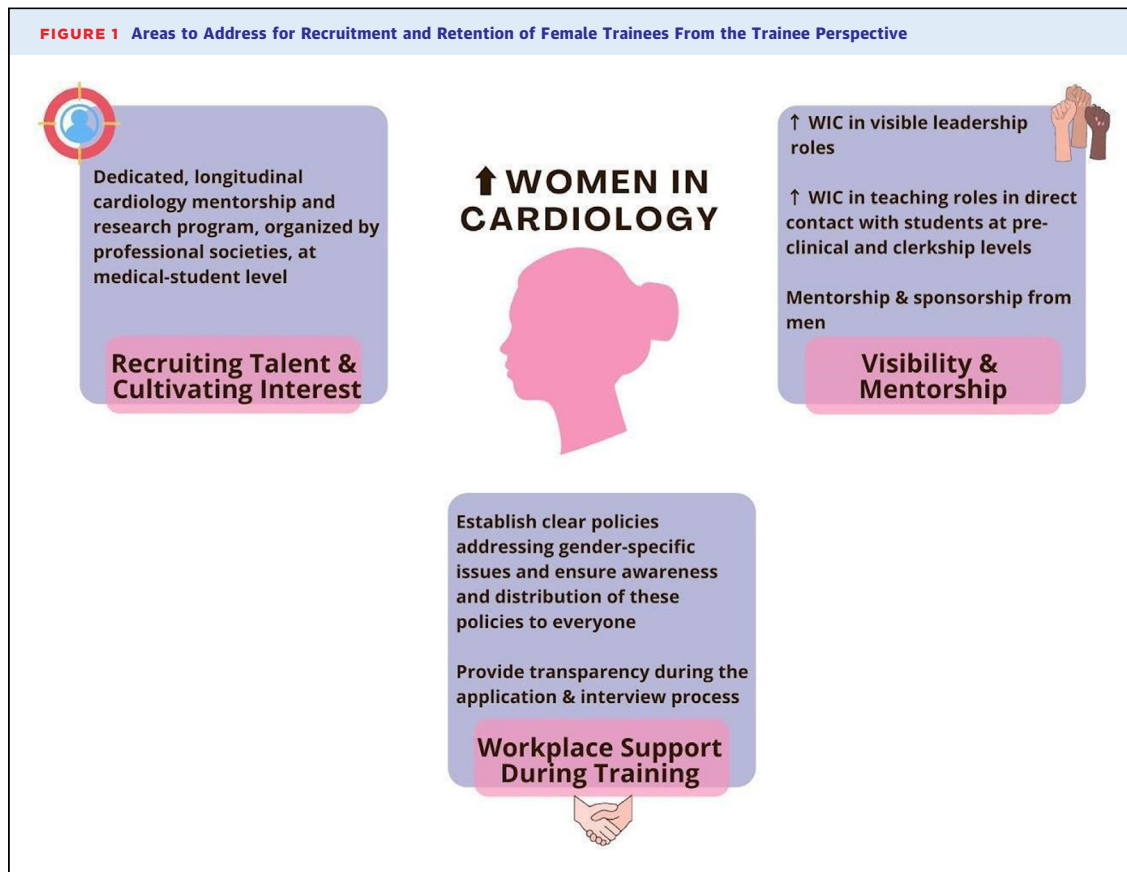 FIGURE 1 Areas to Address for Recruitment and Retention of Female Trainees From the Trainee Perspective
Dedicated, longitudinal
cardiology mentorship and
research program, organized by
professional societies, at
medical-student level
Recruiting Talent &
Cultivating Interest
⬆ WOMEN IN
CARDIOLOGY
↑ WIC in visible leadership
roles
↑ WIC in teaching roles in direct
contact with students at pre-
clinical and clerkship levels
Mentorship & sponsorship from
men
Visibility &
Mentorship
Establish clear policies
addressing gender-specific
issues and ensure awareness
and distribution of these
policies to everyone
Provide transparency during the
application & interview process
Workplace Support
During Training